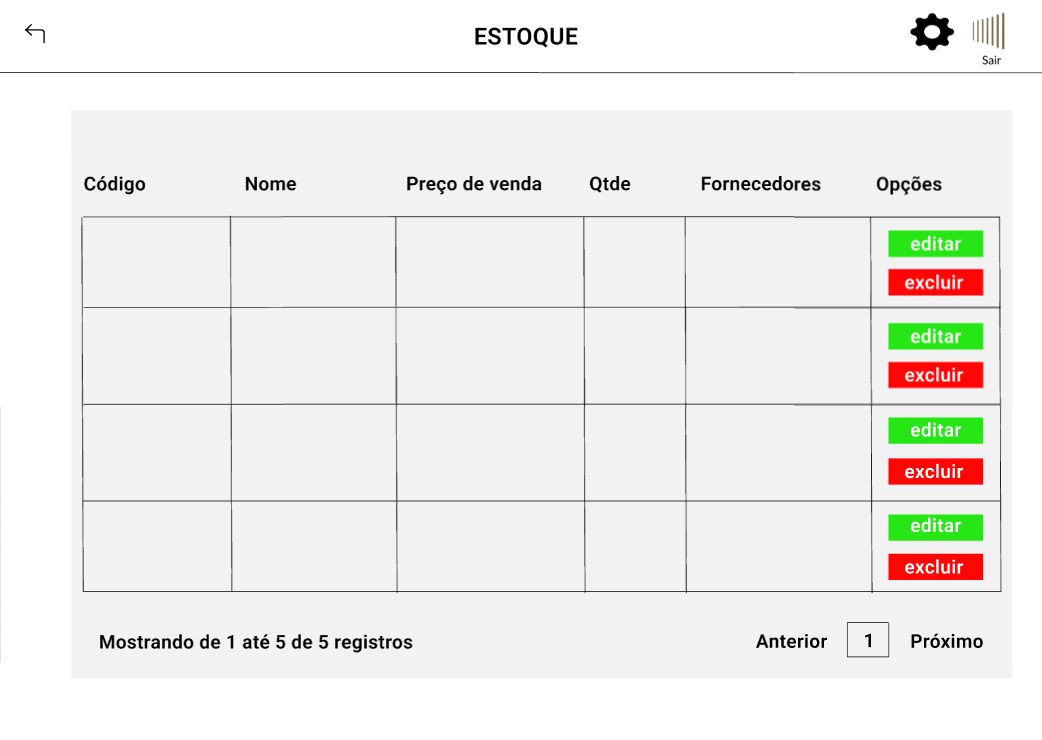 ESTOQUE
Sair
Código Nome Preço de venda Qtde Fornecedores Opções
editar
excluir
editar
excluir
editar
excluir
editar
excluir
Mostrando de 1 até 5 de 5 registros Anterior 1 Próximo